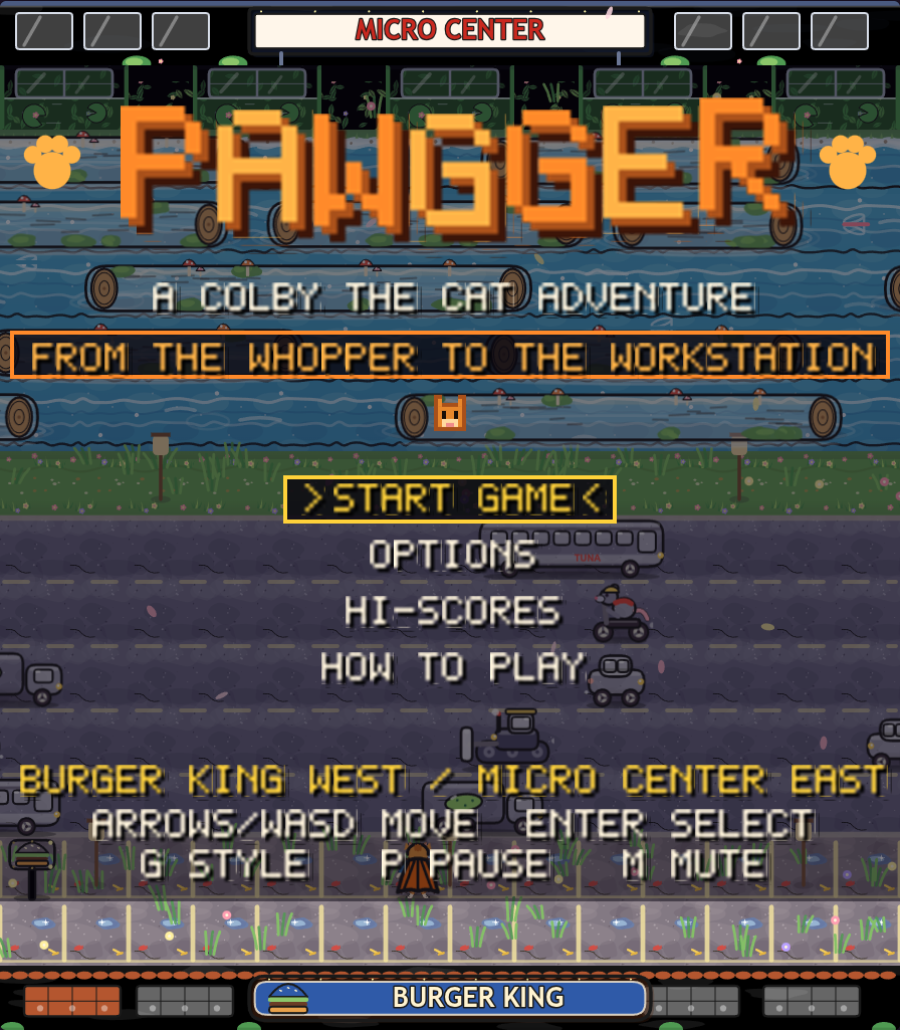 MICRO CENTER
PAWGGER
A COLBY THE CAT ADVENTURE
FROM THE WHOPPER TO THE WORKSTATION
>START GAME<
OPTIONS
TUNA
HI-SCORES
HOW TO PLAY
BURGER KING WEST / MICRO CENTER EAST
ARROWS/WASD MOVE ENTER SELECT
G STYLE P PAUSE M MUTE
BURGER KING